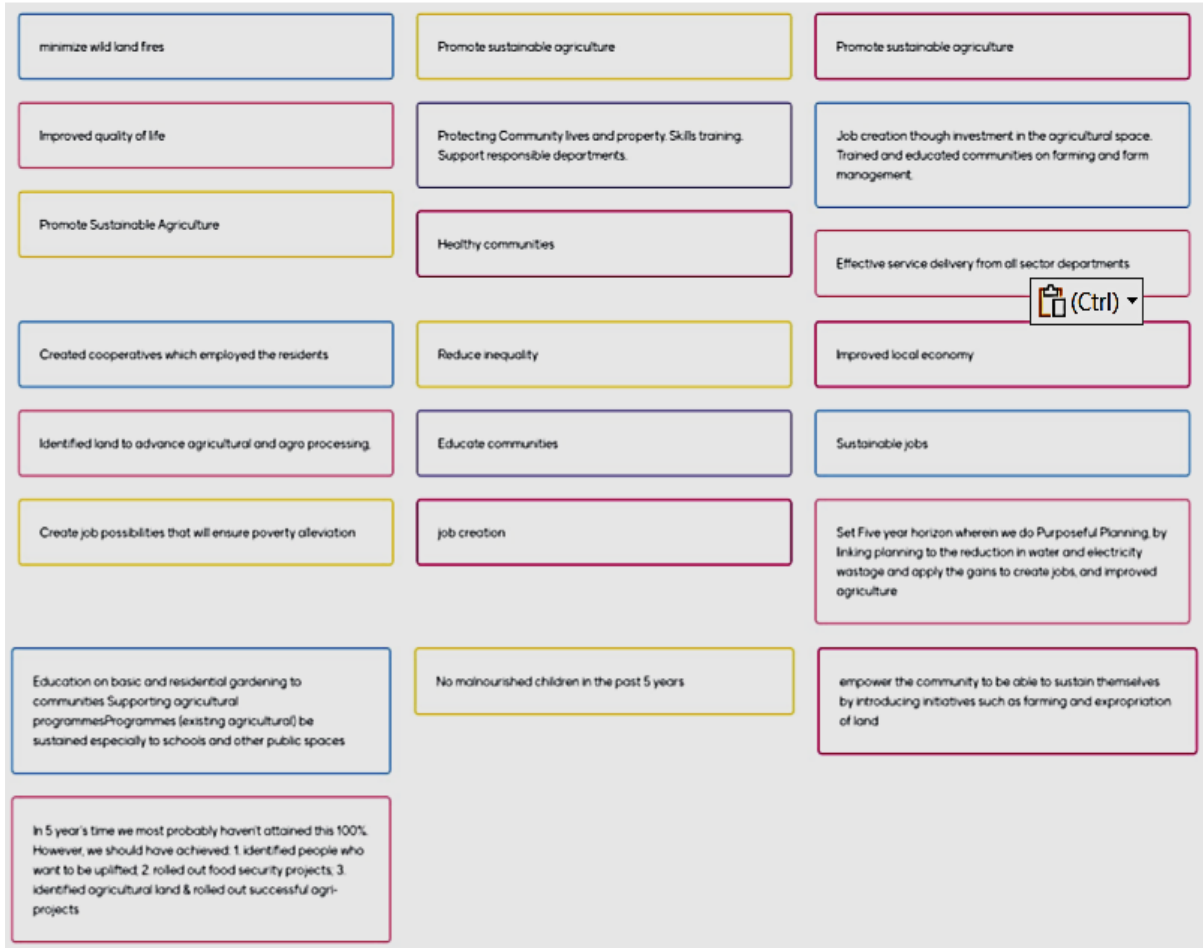 minimize wild land fires
Promote sustainable agriculture
Promote sustainable agriculture
Improved quality of life
Protecting Community lives and property. Skills training.
Support responsible departments.
Job creation though investment in the agricultural space.
Trained and educated communities on farming and farm
management.
Promote Sustainable Agriculture
Healthy communities
Effective service delivery from all sector departments
(Ctrl)
Created cooperatives which employed the residents
Reduce inequality
Improved local economy
Identified land to advance agricultural and agro processing,
Educate communities
Sustainable jobs
Create job possibilities that will ensure poverty alleviation
job creation
Set Five year horizon wherein we do Purposeful Planning, by
linking planning to the reduction in water and electricity
wastage and apply the gains to create jobs, and improved
agriculture
Education on basic and residential gardening to
communities Supporting agricultural
programmesProgrammes (existing agricultural) be
sustained especially to schools and other public spaces
No malnourished children in the past 5 years
empower the community to be able to sustain themselves
by introducing initiatives such as farming and expropriation
of land
In 5 year's time we most probably haven't attained this 100%.
However, we should have achieved: 1. identified people who
want to be uplifted; 2. rolled out food security projects; 3.
identified agricultural land & rolled out successful agri-
projects